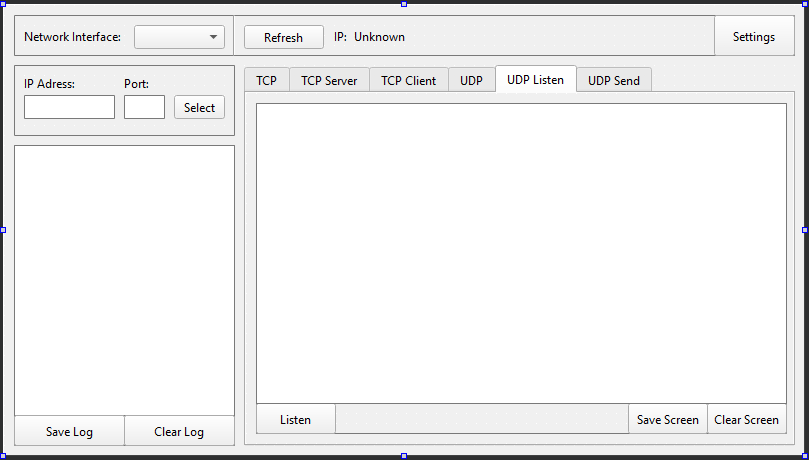 Network Interface:
Refresh
IP: Unknown
Settings
IP Adress:
Port:
Select
TCP
TCP Server
TCP Client
UDP
UDP Listen
UDP Send
Listen
Save Screen
Clear Screen
Save Log
Clear Log